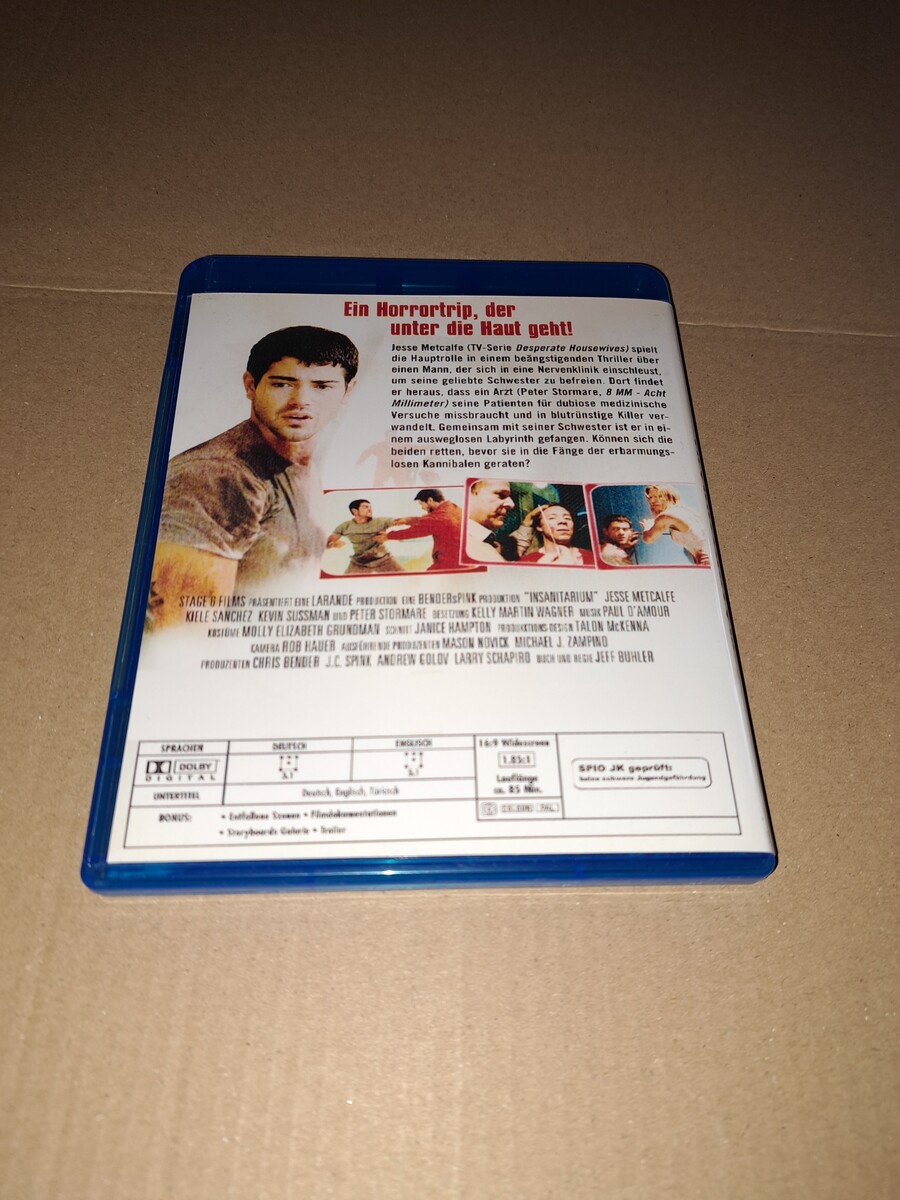 Ein Horrortrip, der
unter die Haut geht!
Jesse Metcalfe (TV-Serie Desperate Housewives) spielt
die Hauptrolle in einem beängstigenden Thriller über
einen Mann, der sich in eine Nervenklinik einschleust,
um seine geliebte Schwester zu befreien. Dort findet
er heraus, dass ein Arzt (Peter Stormare, 8 MM - Acht
Millimeter) seine Patienten für dubiose medizinische
Versuche missbraucht und in blutrünstige Killer ver-
wandelt. Gemeinsam mit seiner Schwester ist er in ei-
nem ausweglosen Labyrinth gefangen. Können sich die
beiden retten, bevor sie in die Fänge der erbarmungs-
losen Kannibalen geraten?
STAGE 6 FILMS PRÄSENTIERT EINE LARANDE PRODUKTION EINE BENDERSPINK PRODUKTION "INSANITARIUM" JESSE METCALFE
KIELE SANCHEZ KEVIN SUSSMAN UND PETER STORMARE BESETZUNG KELLY MARTIN WAGNER MUSIK PAUL D'AMOUR
KOSTÜME MOLLY ELIZABETH GRUNDMAN SCHNITT JANICE HAMPTON PRODUKTIONS DESIGN TALON McKENNA
KAMERA ROB HAUER AUSFÜHRENDE PRODUZENTEN MASON NOVICK MICHAEL J. ZAMPINO
PRODUZENTEN CHRIS BENDER J.C. SPINK ANDREW GOLOV LARRY SCHAPIRO BUCH UND REGIE JEFF BUHLER
SPRACHEN DEUTSCH ENGLISCH 16:9 Widescreen
DOLBY 5.1 5.1 1.85:1
DIGITAL
SPIO JK geprüft:
keine schwere Jugendgefährdung
Lauflänge
ca. 85 Min.
UNTERTITEL Deutsch, Englisch, Türkisch
PAL
BONUS: • Entfallene Szenen • Filmdokumentationen
• Storyboards Galerie • Trailer